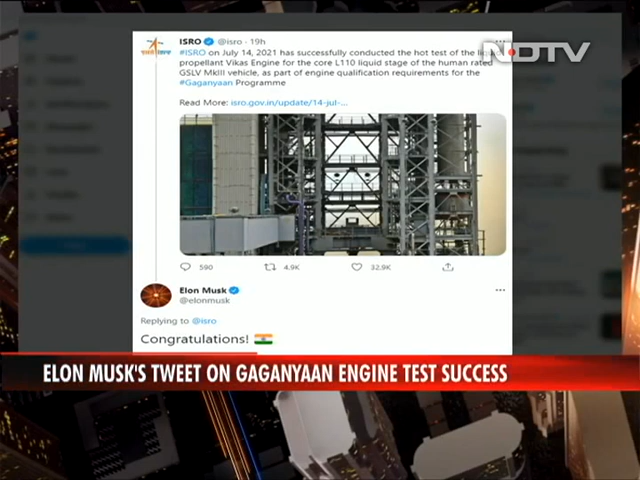 NDTV
ISRO @isro · 19h
#ISRO on July 14, 2021 has successfully conducted the hot test of the liquid
propellant Vikas Engine for the core L110 liquid stage of the human rated
GSLV MkIII vehicle, as part of engine qualification requirements for the
#Gaganyaan Programme
Read More: isro.gov.in/update/14-jul-...
590 4.9K 32.9K
Elon Musk
@elonmusk
Replying to @isro
Congratulations! 🇮🇳
ELON MUSK'S TWEET ON GAGANYAAN ENGINE TEST SUCCESS